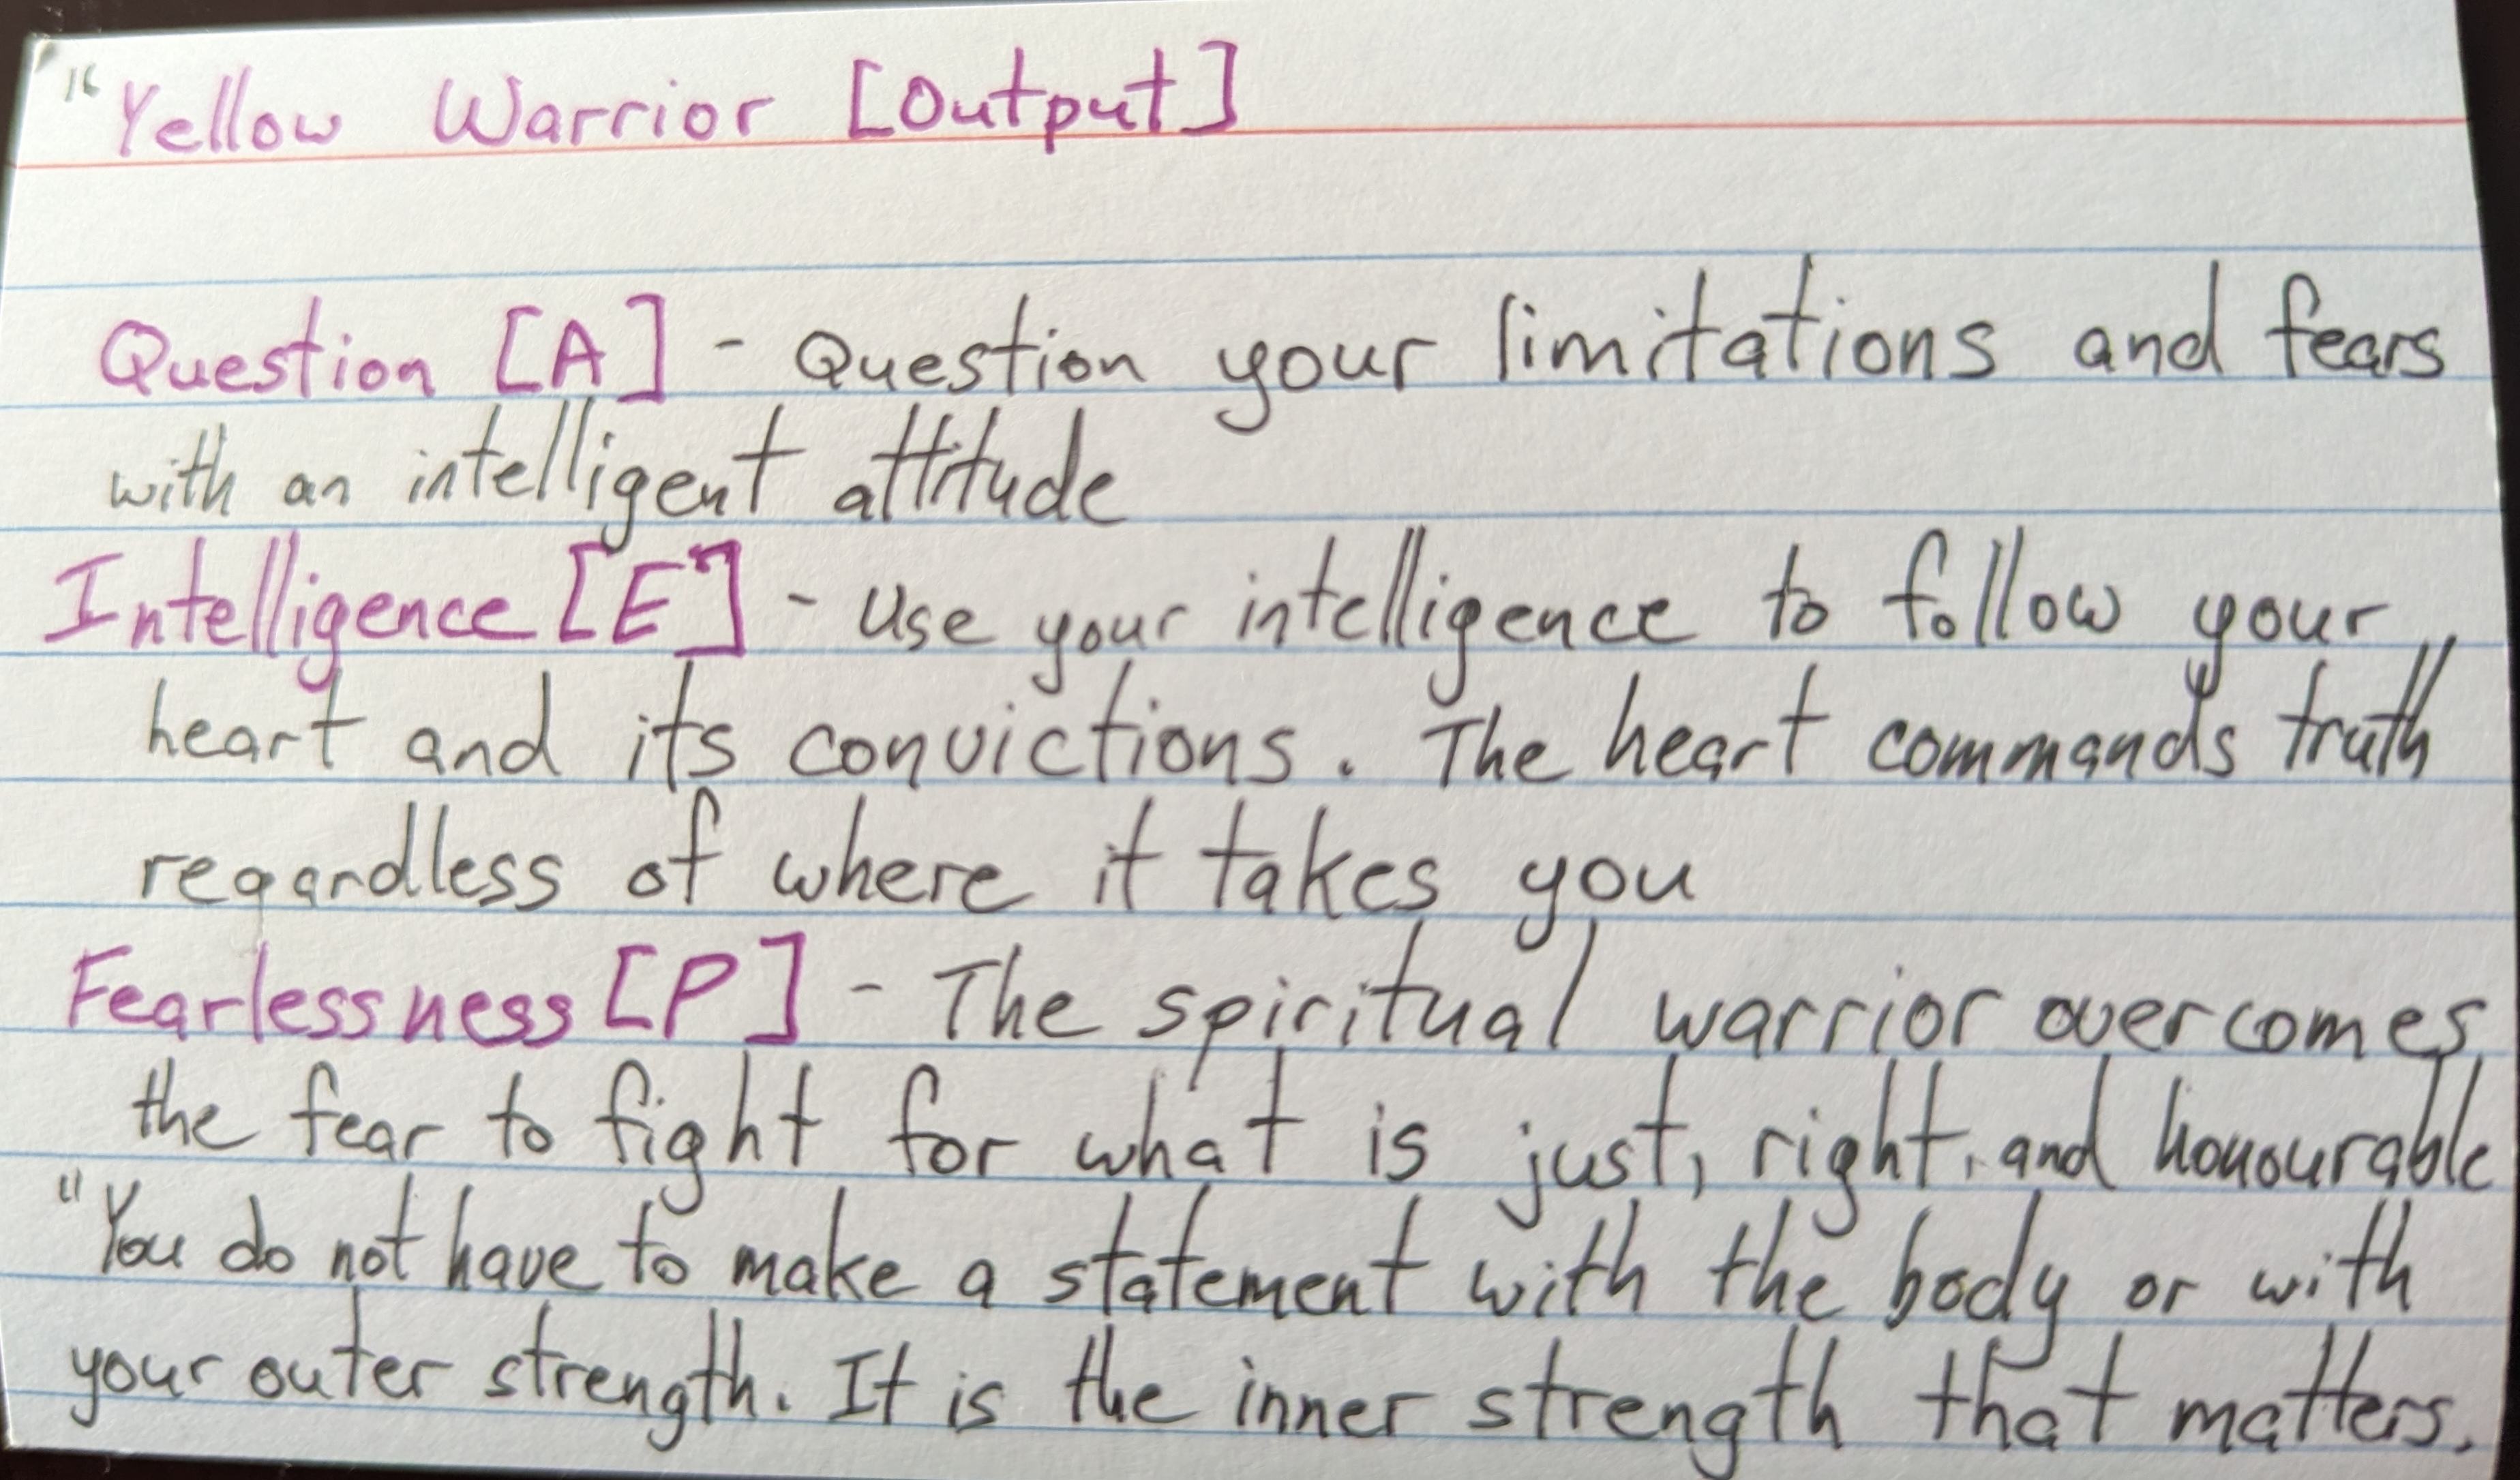 16 Yellow Warrior [Output]
Question [A] - Question your limitations and fears
with an intelligent attitude
Intelligence [E] - Use your intelligence to follow your
heart and its convictions. The heart commands truth
regardless of where it takes you
Fearlessness [P] - The spiritual warrior overcomes
the fear to fight for what is just, right, and honourable
"You do not have to make a statement with the body or with
your outer strength. It is the inner strength that matters.